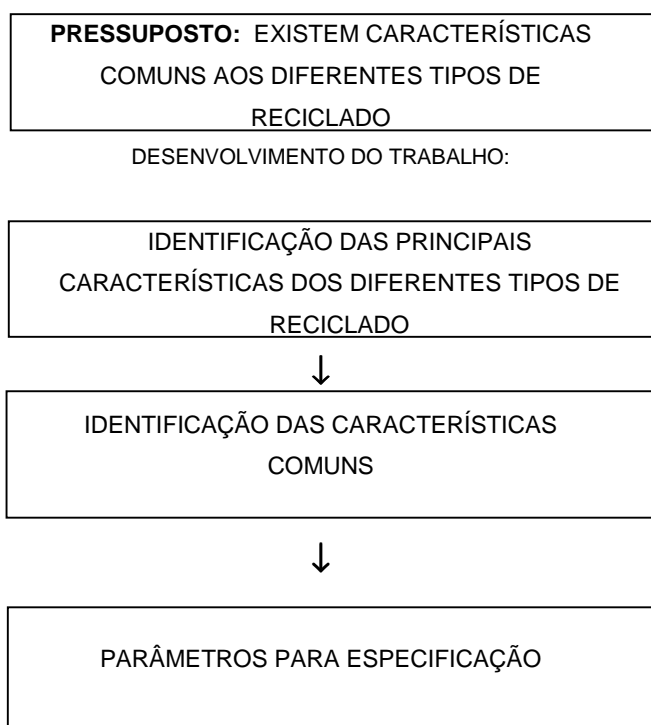 PRESSUPOSTO: EXISTEM CARACTERÍSTICAS
COMUNS AOS DIFERENTES TIPOS DE
RECICLADO
DESENVOLVIMENTO DO TRABALHO:
IDENTIFICAÇÃO DAS PRINCIPAIS
CARACTERÍSTICAS DOS DIFERENTES TIPOS DE
RECICLADO
↓
IDENTIFICAÇÃO DAS CARACTERÍSTICAS
COMUNS
↓
PARÂMETROS PARA ESPECIFICAÇÃO